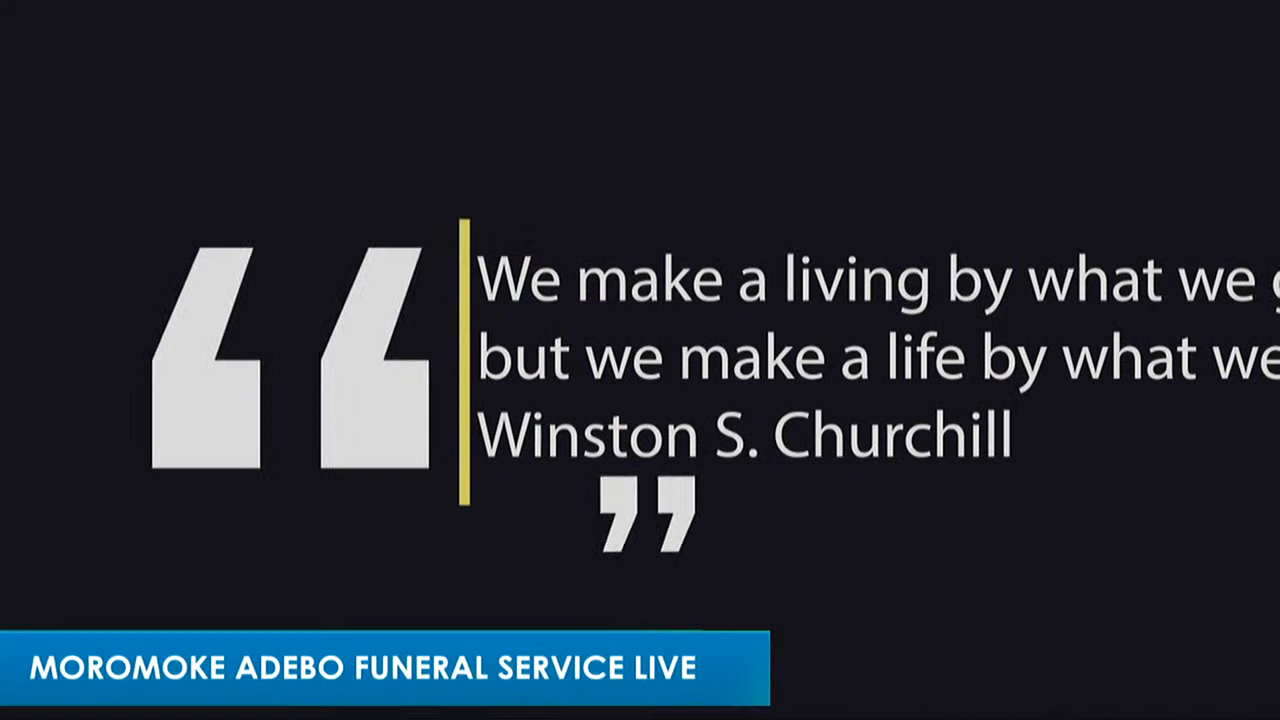 “
We make a living by what we
but we make a life by what we
Winston S. Churchill
”
MOROMOKE ADEBO FUNERAL SERVICE LIVE